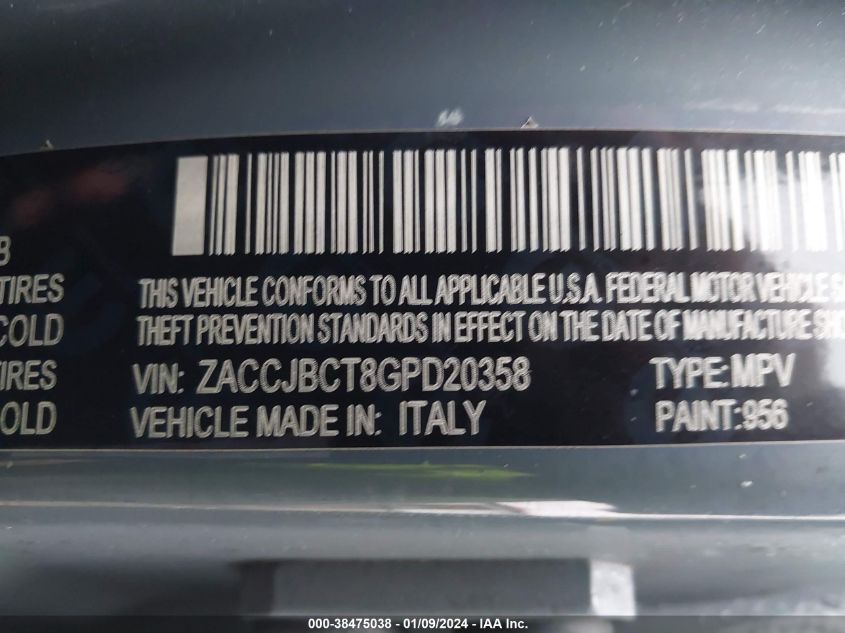 B
TIRES THIS VEHICLE CONFORMS TO ALL APPLICABLE U.S.A. FEDERAL MOTOR VEHICLE
COLD THEFT PREVENTION STANDARDS IN EFFECT ON THE DATE OF MANUFACTURE
TIRES VIN: ZACCJBCT8GPD20358 TYPE: MPV
COLD VEHICLE MADE IN: ITALY PAINT: 956
000-38475038 - 01/09/2024 - IAA Inc.